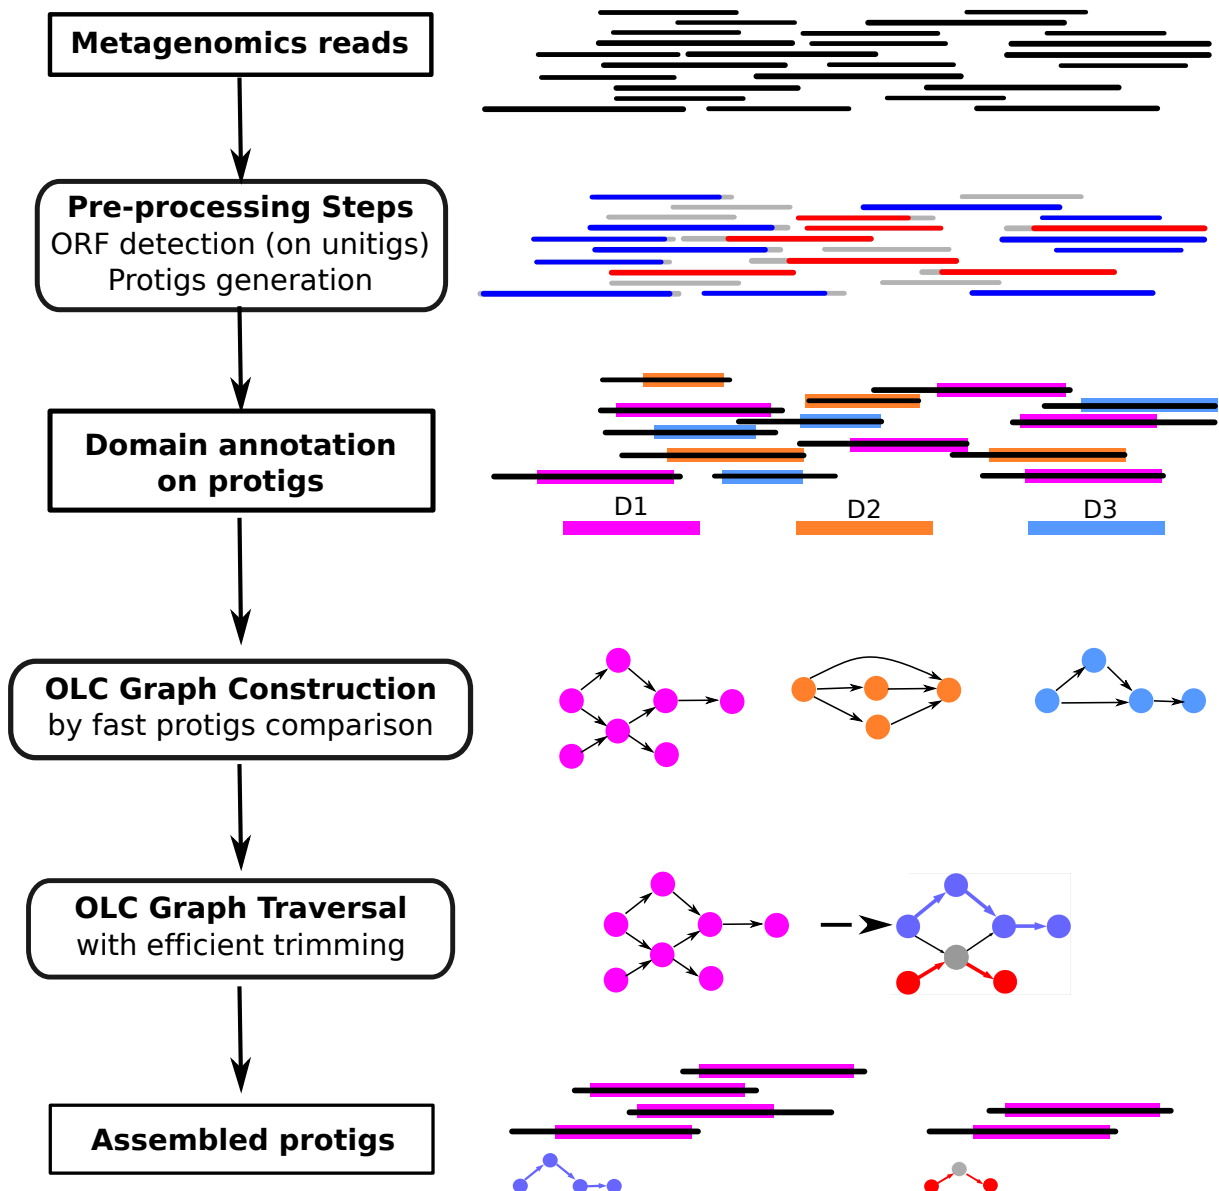 Metagenomics reads
Pre-processing Steps
ORF detection (on unitigs)
Protigs generation
Domain annotation
on protigs
D1 D2 D3
OLC Graph Construction
by fast protigs comparison
OLC Graph Traversal
with efficient trimming
Assembled protigs